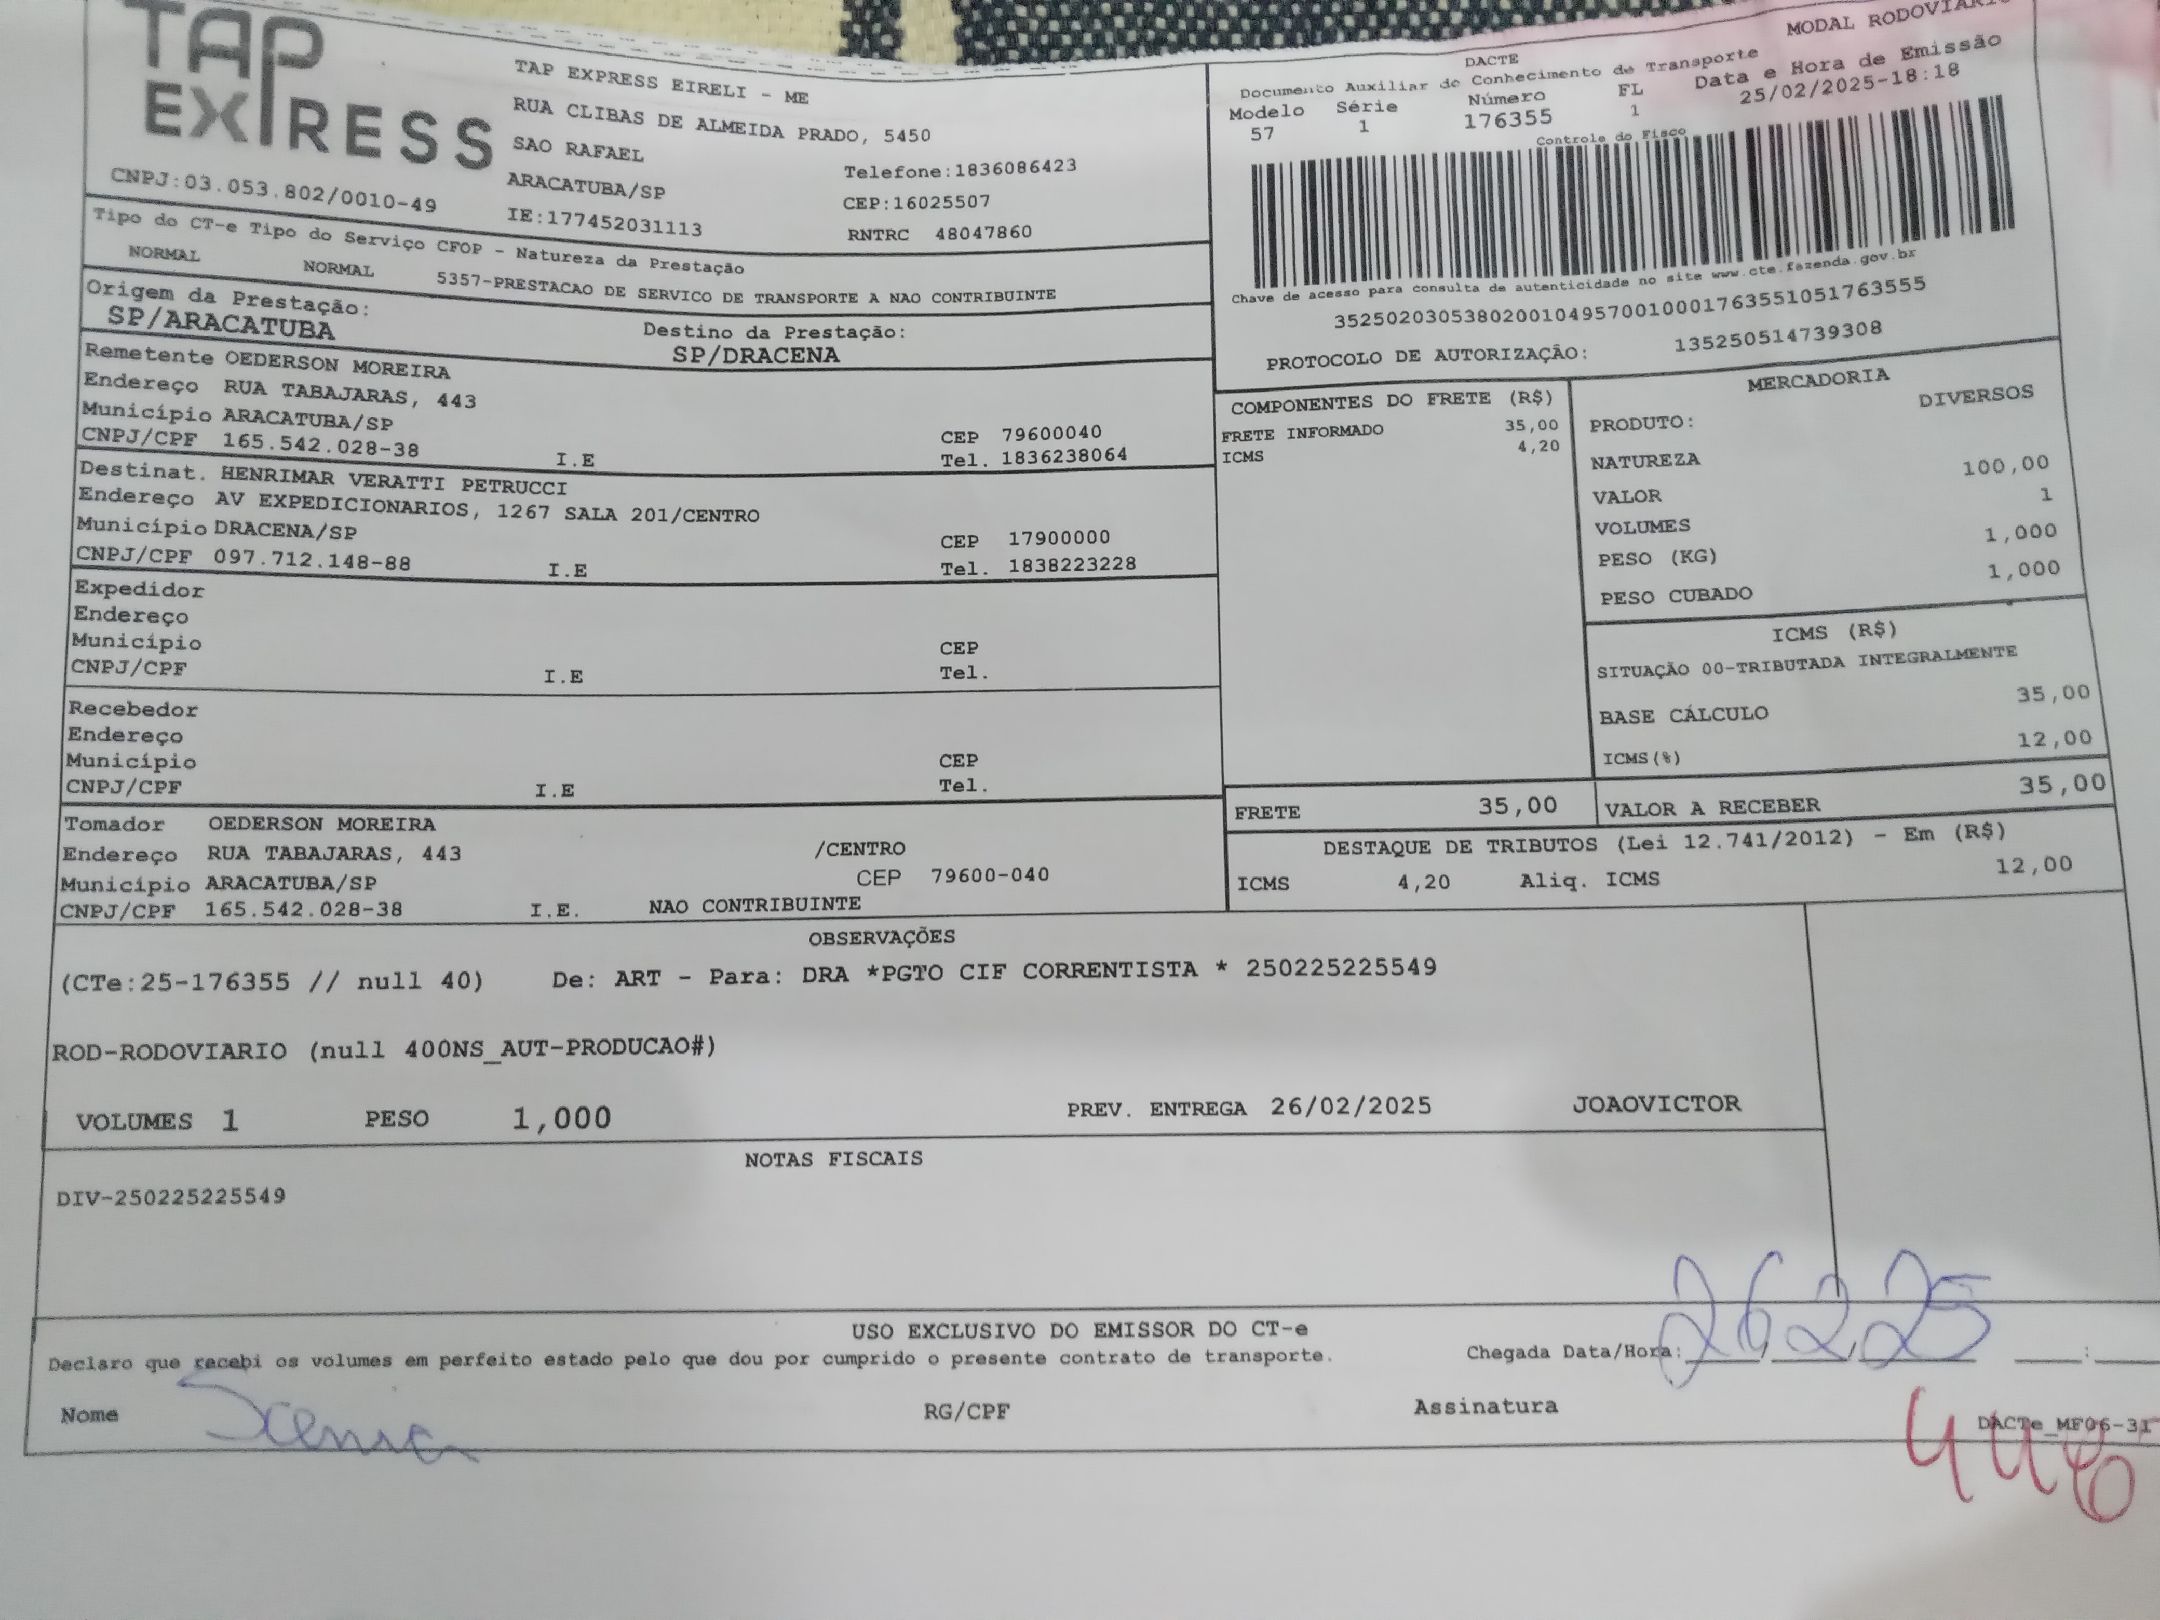 TAP
EXPRESS
CNPJ:03.053.802/0010-49
TAP EXPRESS EIRELI - ME
RUA CLIBAS DE ALMEIDA PRADO, 5450
SAO RAFAEL
ARACATUBA/SP
IE:177452031113
Telefone:1836086423
CEP:16025507
RNTRC 48047860
MODAL RODOVIARIO
DACTE
Documento Auxiliar do Conhecimento de Transporte
Modelo Série Número FL Data e Hora de Emissão
57 1 176355 1 25/02/2025-18:18
Controle do Fisco
Chave de acesso para consulta de autenticidade no site www.cte.fazenda.gov.br
35250203053802001049570010001763551051763555
PROTOCOLO DE AUTORIZAÇÃO: 135250514739308
Tipo do CT-e Tipo do Serviço CFOP - Natureza da Prestação
NORMAL NORMAL 5357-PRESTACAO DE SERVICO DE TRANSPORTE A NAO CONTRIBUINTE
Origem da Prestação: Destino da Prestação:
SP/ARACATUBA SP/DRACENA
Remetente OEDERSON MOREIRA
Endereço RUA TABAJARAS, 443
Município ARACATUBA/SP CEP 79600040
CNPJ/CPF 165.542.028-38 I.E Tel. 1836238064
Destinat. HENRIMAR VERATTI PETRUCCI
Endereço AV EXPEDICIONARIOS, 1267 SALA 201/CENTRO
Município DRACENA/SP CEP 17900000
CNPJ/CPF 097.712.148-88 I.E Tel. 1838223228
Expedidor
Endereço
Município CEP
CNPJ/CPF I.E Tel.
Recebedor
Endereço
Município CEP
CNPJ/CPF I.E Tel.
Tomador OEDERSON MOREIRA
Endereço RUA TABAJARAS, 443 /CENTRO
Município ARACATUBA/SP CEP 79600-040
CNPJ/CPF 165.542.028-38 I.E. NAO CONTRIBUINTE
COMPONENTES DO FRETE (R$)
FRETE INFORMADO 35,00
ICMS 4,20
MERCADORIA
PRODUTO: DIVERSOS
NATUREZA
VALOR 100,00
VOLUMES 1
PESO (KG) 1,000
PESO CUBADO 1,000
ICMS (R$)
SITUAÇÃO 00-TRIBUTADA INTEGRALMENTE
BASE CÁLCULO 35,00
ICMS(%) 12,00
FRETE 35,00 VALOR A RECEBER 35,00
DESTAQUE DE TRIBUTOS (Lei 12.741/2012) - Em (R$)
ICMS 4,20 Aliq. ICMS 12,00
OBSERVAÇÕES
(CTe:25-176355 // null 40) De: ART - Para: DRA *PGTO CIF CORRENTISTA * 250225225549
ROD-RODOVIARIO (null 400NS_AUT-PRODUCAO#)
VOLUMES 1 PESO 1,000 PREV. ENTREGA 26/02/2025 JOAOVICTOR
NOTAS FISCAIS
DIV-250225225549
USO EXCLUSIVO DO EMISSOR DO CT-e
Declaro que recebi os volumes em perfeito estado pelo que dou por cumprido o presente contrato de transporte. Chegada Data/Hora: 26 2 25 :
Nome RG/CPF Assinatura
DACTe_MF06-31